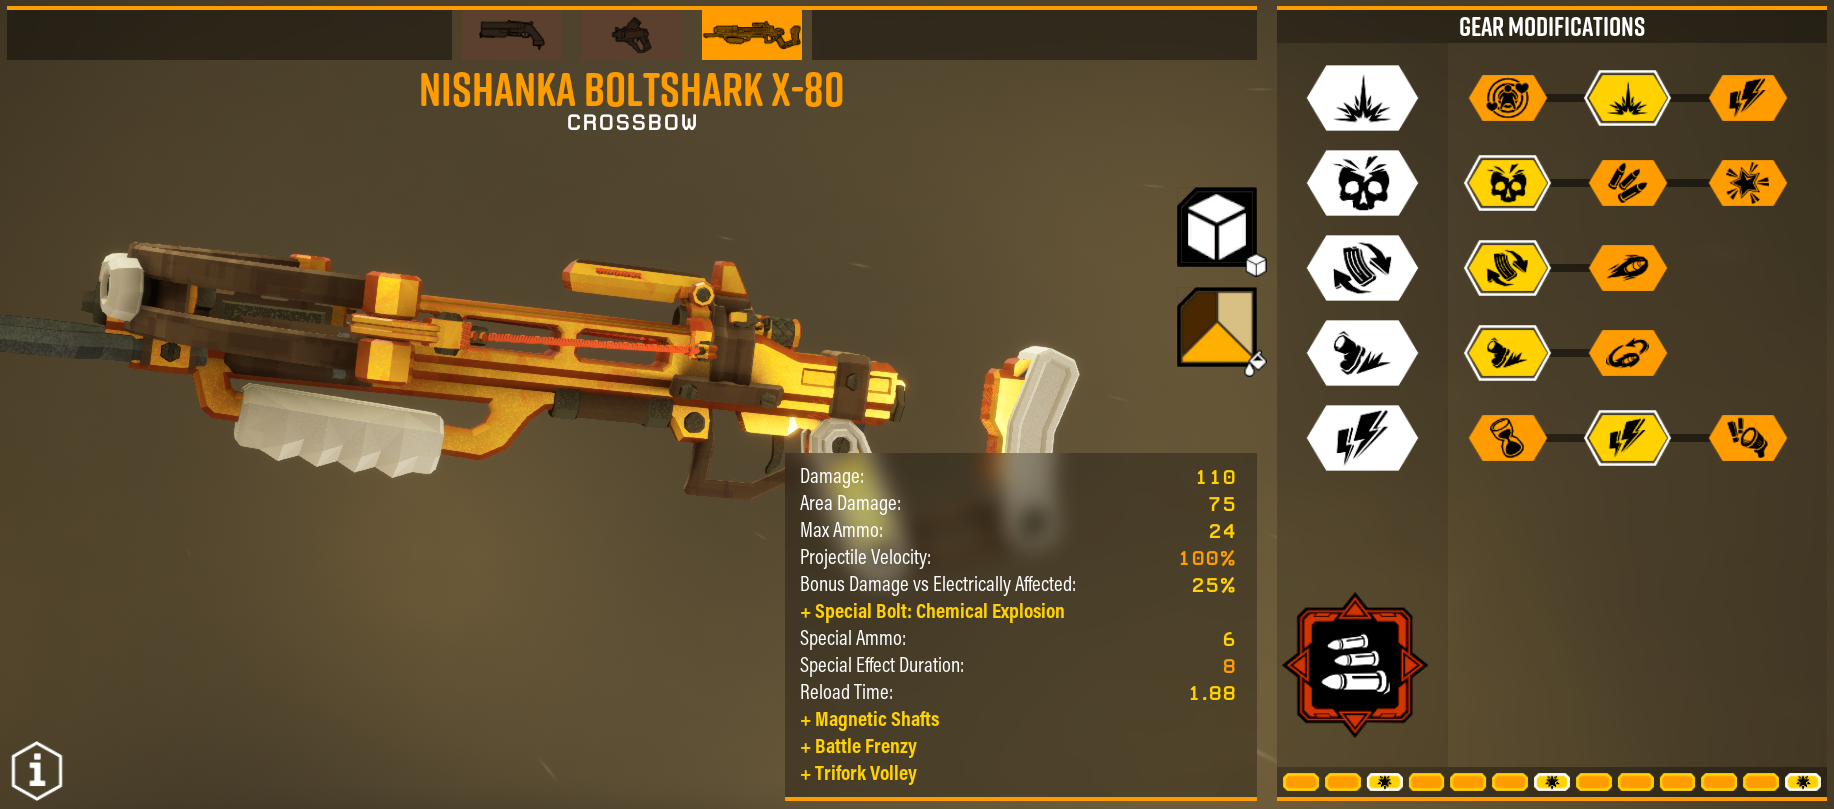 NISHANKA BOLTSHARK X-80
CROSSBOW
GEAR MODIFICATIONS
Damage: 110
Area Damage: 75
Max Ammo: 24
Projectile Velocity: 100%
Bonus Damage vs Electrically Affected: 25%
+ Special Bolt: Chemical Explosion
Special Ammo: 6
Special Effect Duration: 8
Reload Time: 1.88
+ Magnetic Shafts
+ Battle Frenzy
+ Trifork Volley